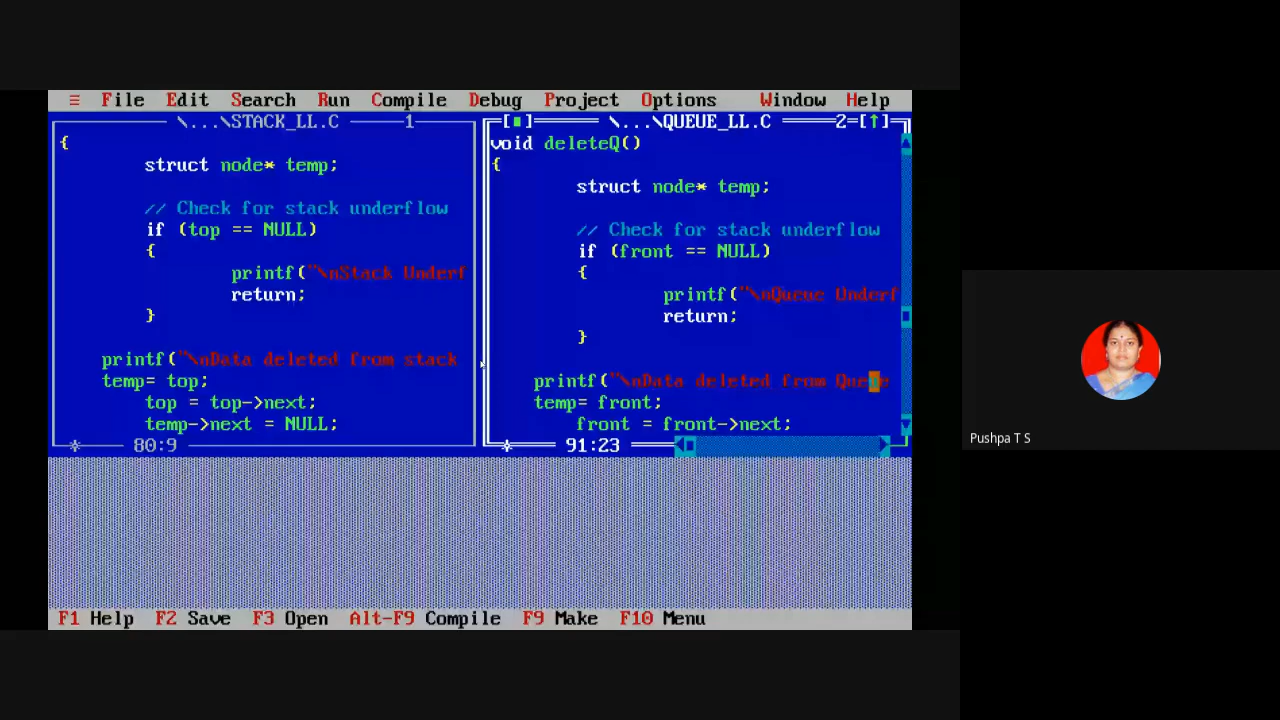 ≡ File Edit Search Run Compile Debug Project Options Window Help
\...\STACK_LL.C 1
{
struct node* temp;
// Check for stack underflow
if (top == NULL)
{
printf("\nStack Underf
return;
}
printf("\nData deleted from stack
temp= top;
top = top->next;
temp->next = NULL;
80:9
[■] \...\QUEUE_LL.C 2=[↑]
void deleteQ()
{
struct node* temp;
// Check for stack underflow
if (front == NULL)
{
printf("\nQueue Underf
return;
}
printf("\nData deleted from Queue
temp= front;
front = front->next;
91:23
F1 Help F2 Save F3 Open Alt-F9 Compile F9 Make F10 Menu
Pushpa T S